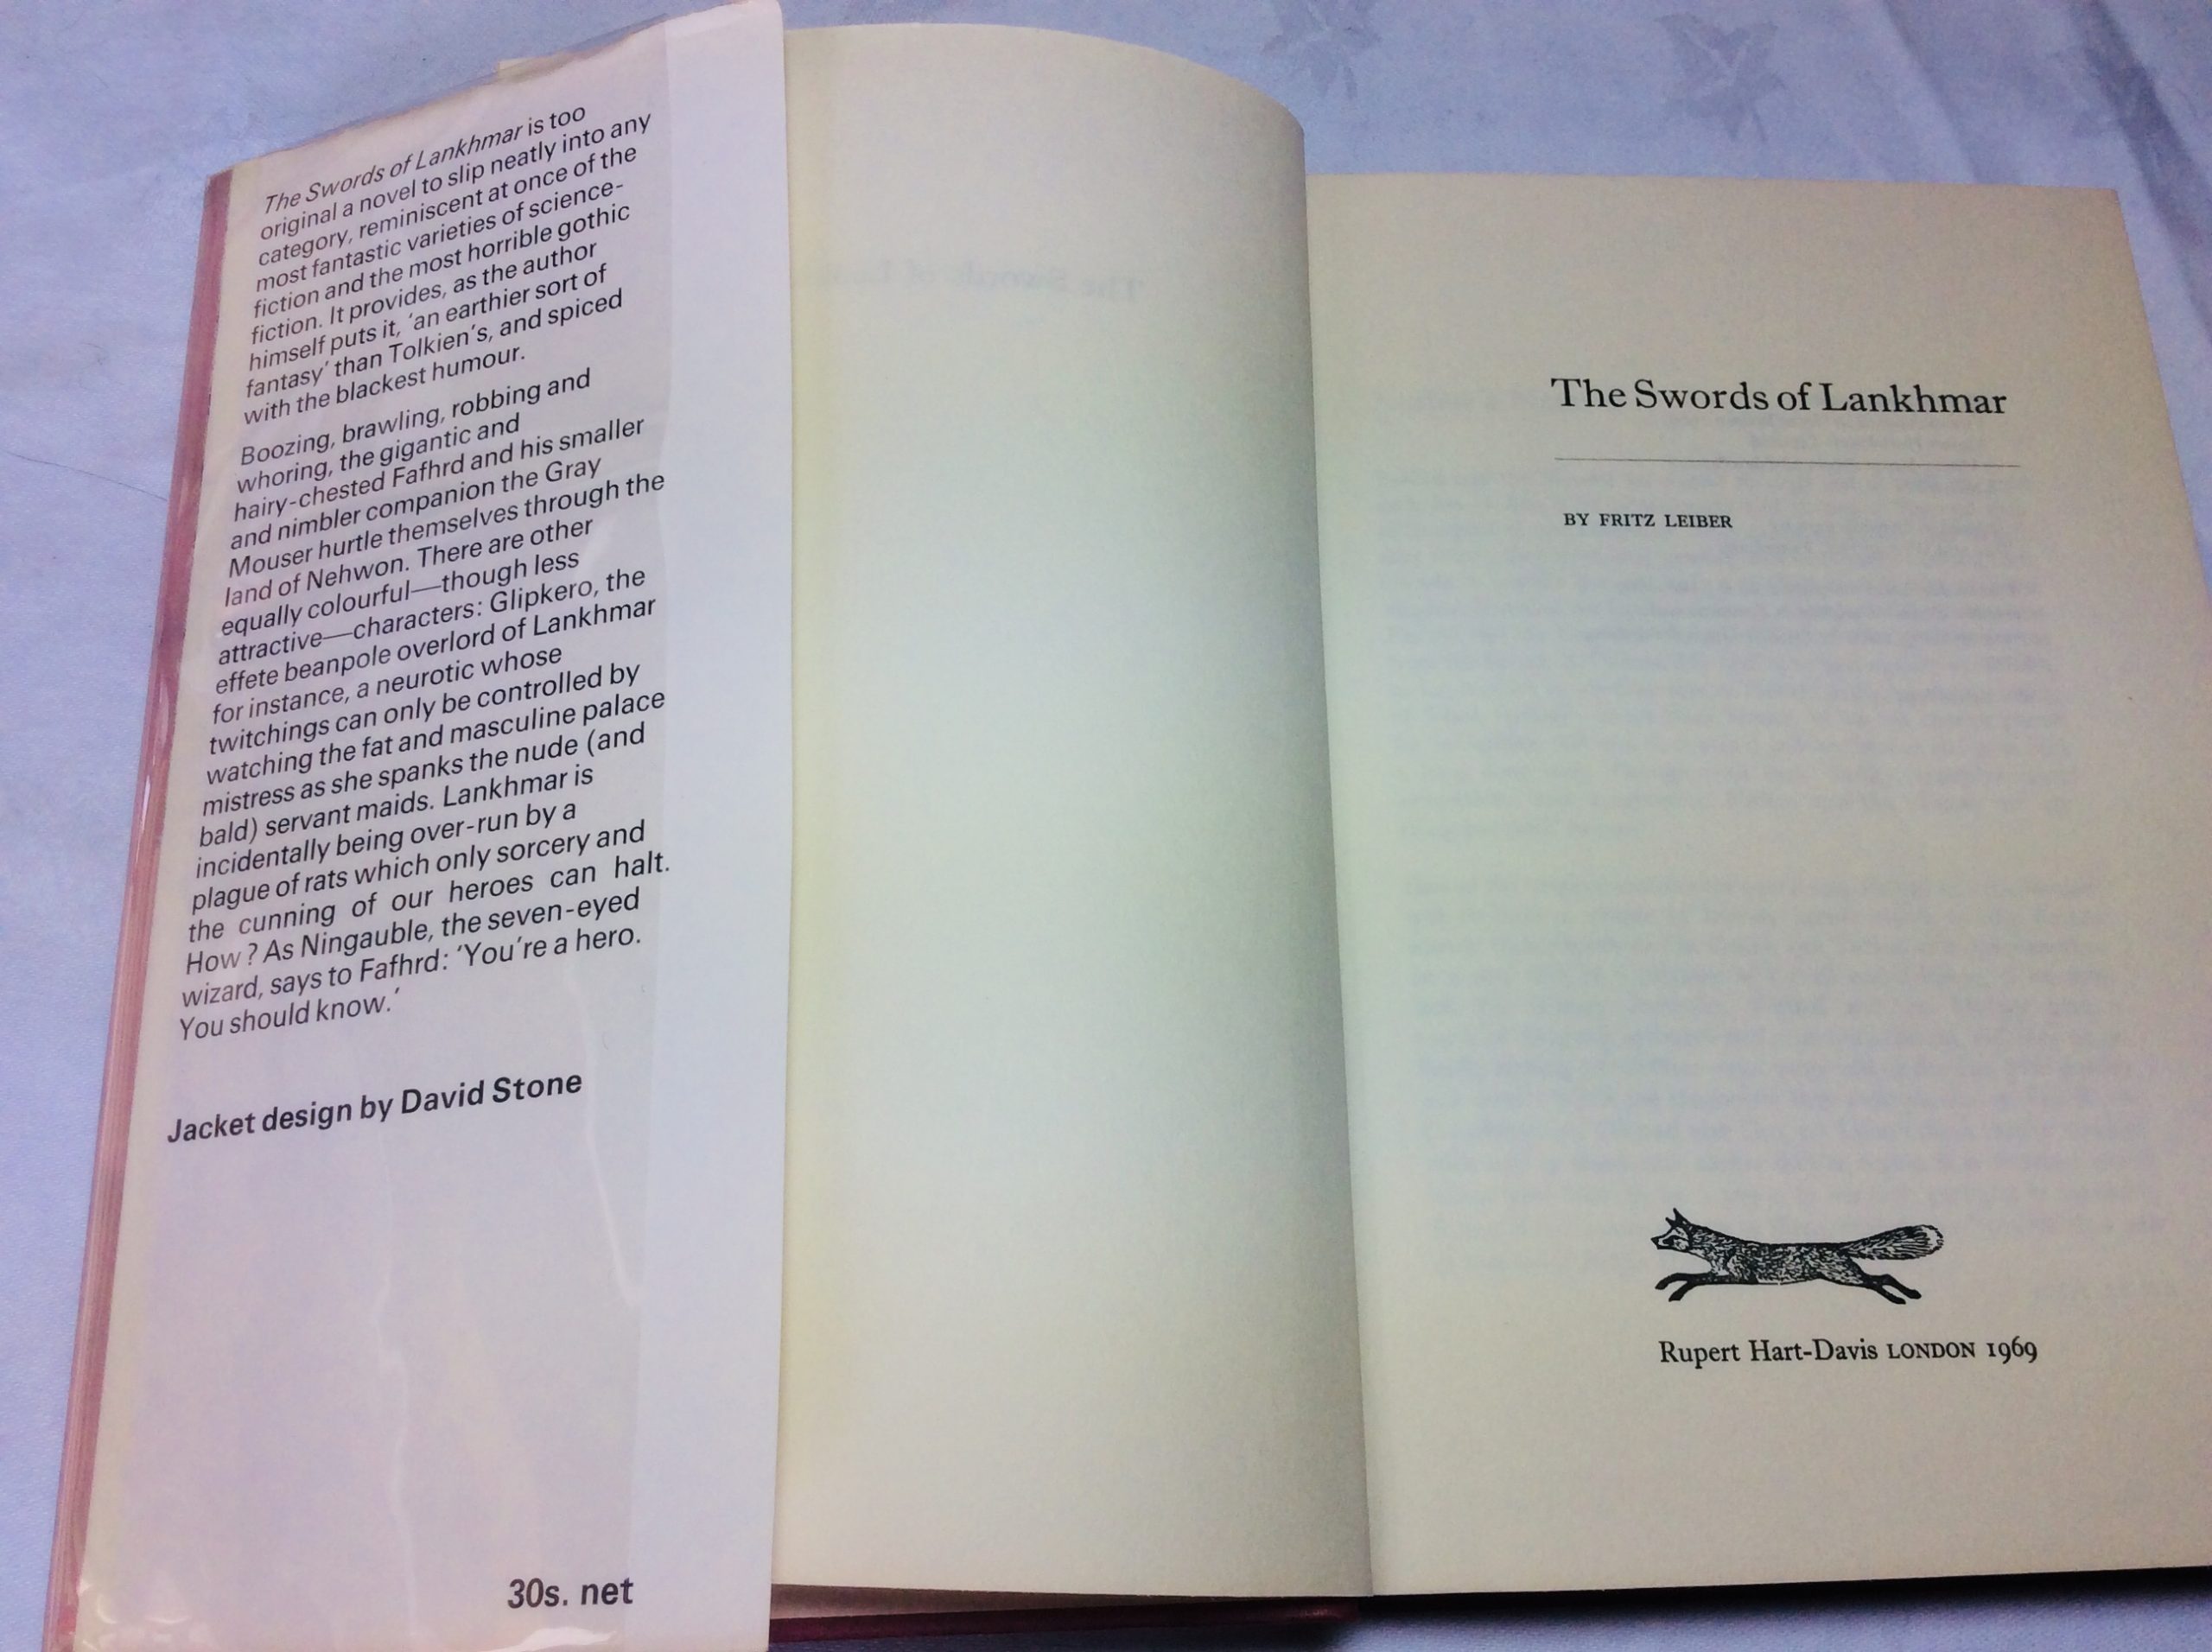 The Swords of Lankhmar is too
original a novel to slip neatly into any
category, reminiscent at once of the
most fantastic varieties of science-
fiction and the most horrible gothic
fiction. It provides, as the author
himself puts it, ‘an earthier sort of
fantasy’ than Tolkien’s, and spiced
with the blackest humour.
Boozing, brawling, robbing and
whoring, the gigantic and
hairy-chested Fafhrd and his smaller
and nimbler companion the Gray
Mouser hurtle themselves through the
land of Nehwon. There are other
equally colourful—though less
attractive—characters: Glipkero, the
effete beanpole overlord of Lankhmar
for instance, a neurotic whose
twitchings can only be controlled by
watching the fat and masculine palace
mistress as she spanks the nude (and
bald) servant maids. Lankhmar is
incidentally being over-run by a
plague of rats which only sorcery and
the cunning of our heroes can halt.
How? As Ningauble, the seven-eyed
wizard, says to Fafhrd: ‘You’re a hero.
You should know.’
Jacket design by David Stone
30s. net
The Swords of Lankhmar
BY FRITZ LEIBER
Rupert Hart-Davis LONDON 1969